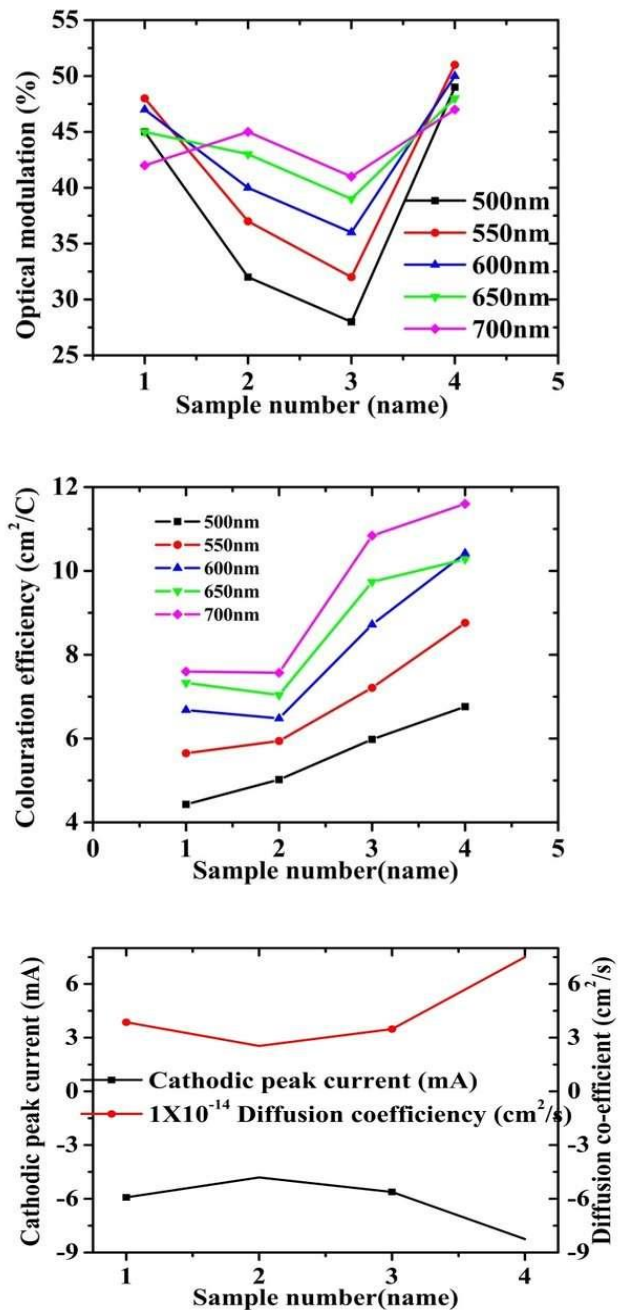 55
50
45
40
35
30
25
Optical modulation (%)
500nm
550nm
600nm
650nm
700nm
1 2 3 4 5
Sample number (name)
12
10
8
6
4
Colouration efficiency (cm²/C)
500nm
550nm
600nm
650nm
700nm
0 1 2 3 4 5
Sample number(name)
6
3
0
-3
-6
-9
Cathodic peak current (mA)
Cathodic peak current (mA)
1X10⁻¹⁴ Diffusion coefficiency (cm²/s)
6
3
0
-3
-6
-9
Diffusion co-efficient (cm²/s)
1 2 3 4
Sample number(name)